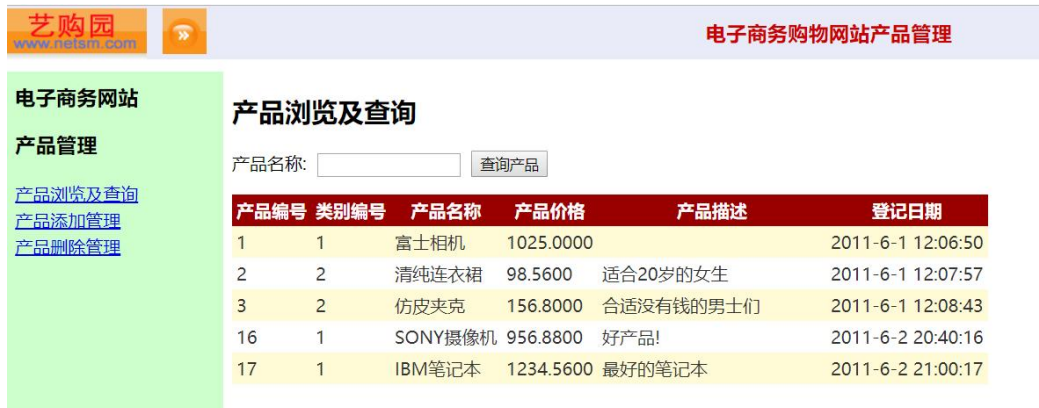 艺购园
www.netsm.com
电子商务购物网站产品管理
电子商务网站
产品管理
产品浏览及查询
产品添加管理
产品删除管理
产品浏览及查询
产品名称: 查询产品
产品编号 类别编号 产品名称 产品价格 产品描述 登记日期
1 1 富士相机 1025.0000 2011-6-1 12:06:50
2 2 清纯连衣裙 98.5600 适合20岁的女生 2011-6-1 12:07:57
3 2 仿皮夹克 156.8000 合适没有钱的男士们 2011-6-1 12:08:43
16 1 SONY摄像机 956.8800 好产品! 2011-6-2 20:40:16
17 1 IBM笔记本 1234.5600 最好的笔记本 2011-6-2 21:00:17